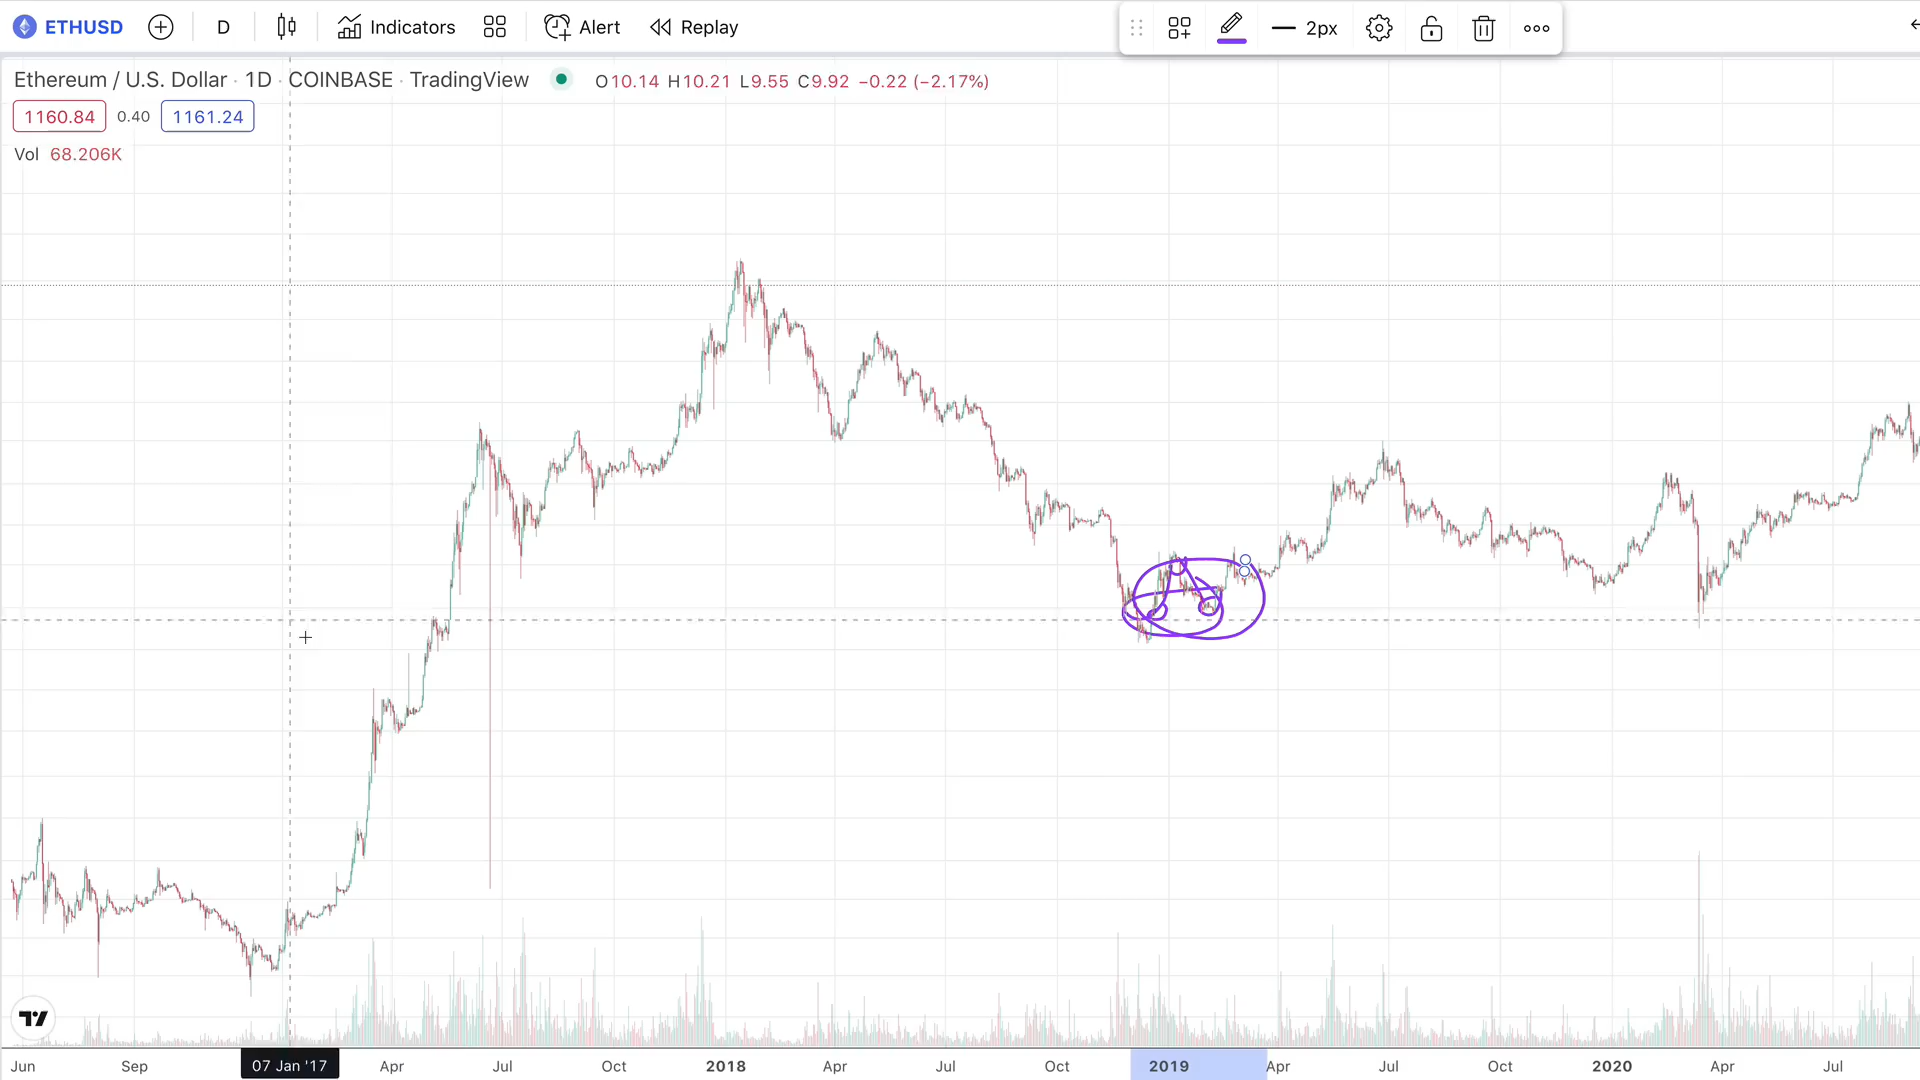 ETHUSD D Indicators Alert Replay 2px
Ethereum / U.S. Dollar · 1D · COINBASE · TradingView O10.14 H10.21 L9.55 C9.92 −0.22 (−2.17%)
1160.84 0.40 1161.24
Vol 68.206K
Jun Sep 07 Jan '17 Apr Jul Oct 2018 Apr Jul Oct 2019 Apr Jul Oct 2020 Apr Jul